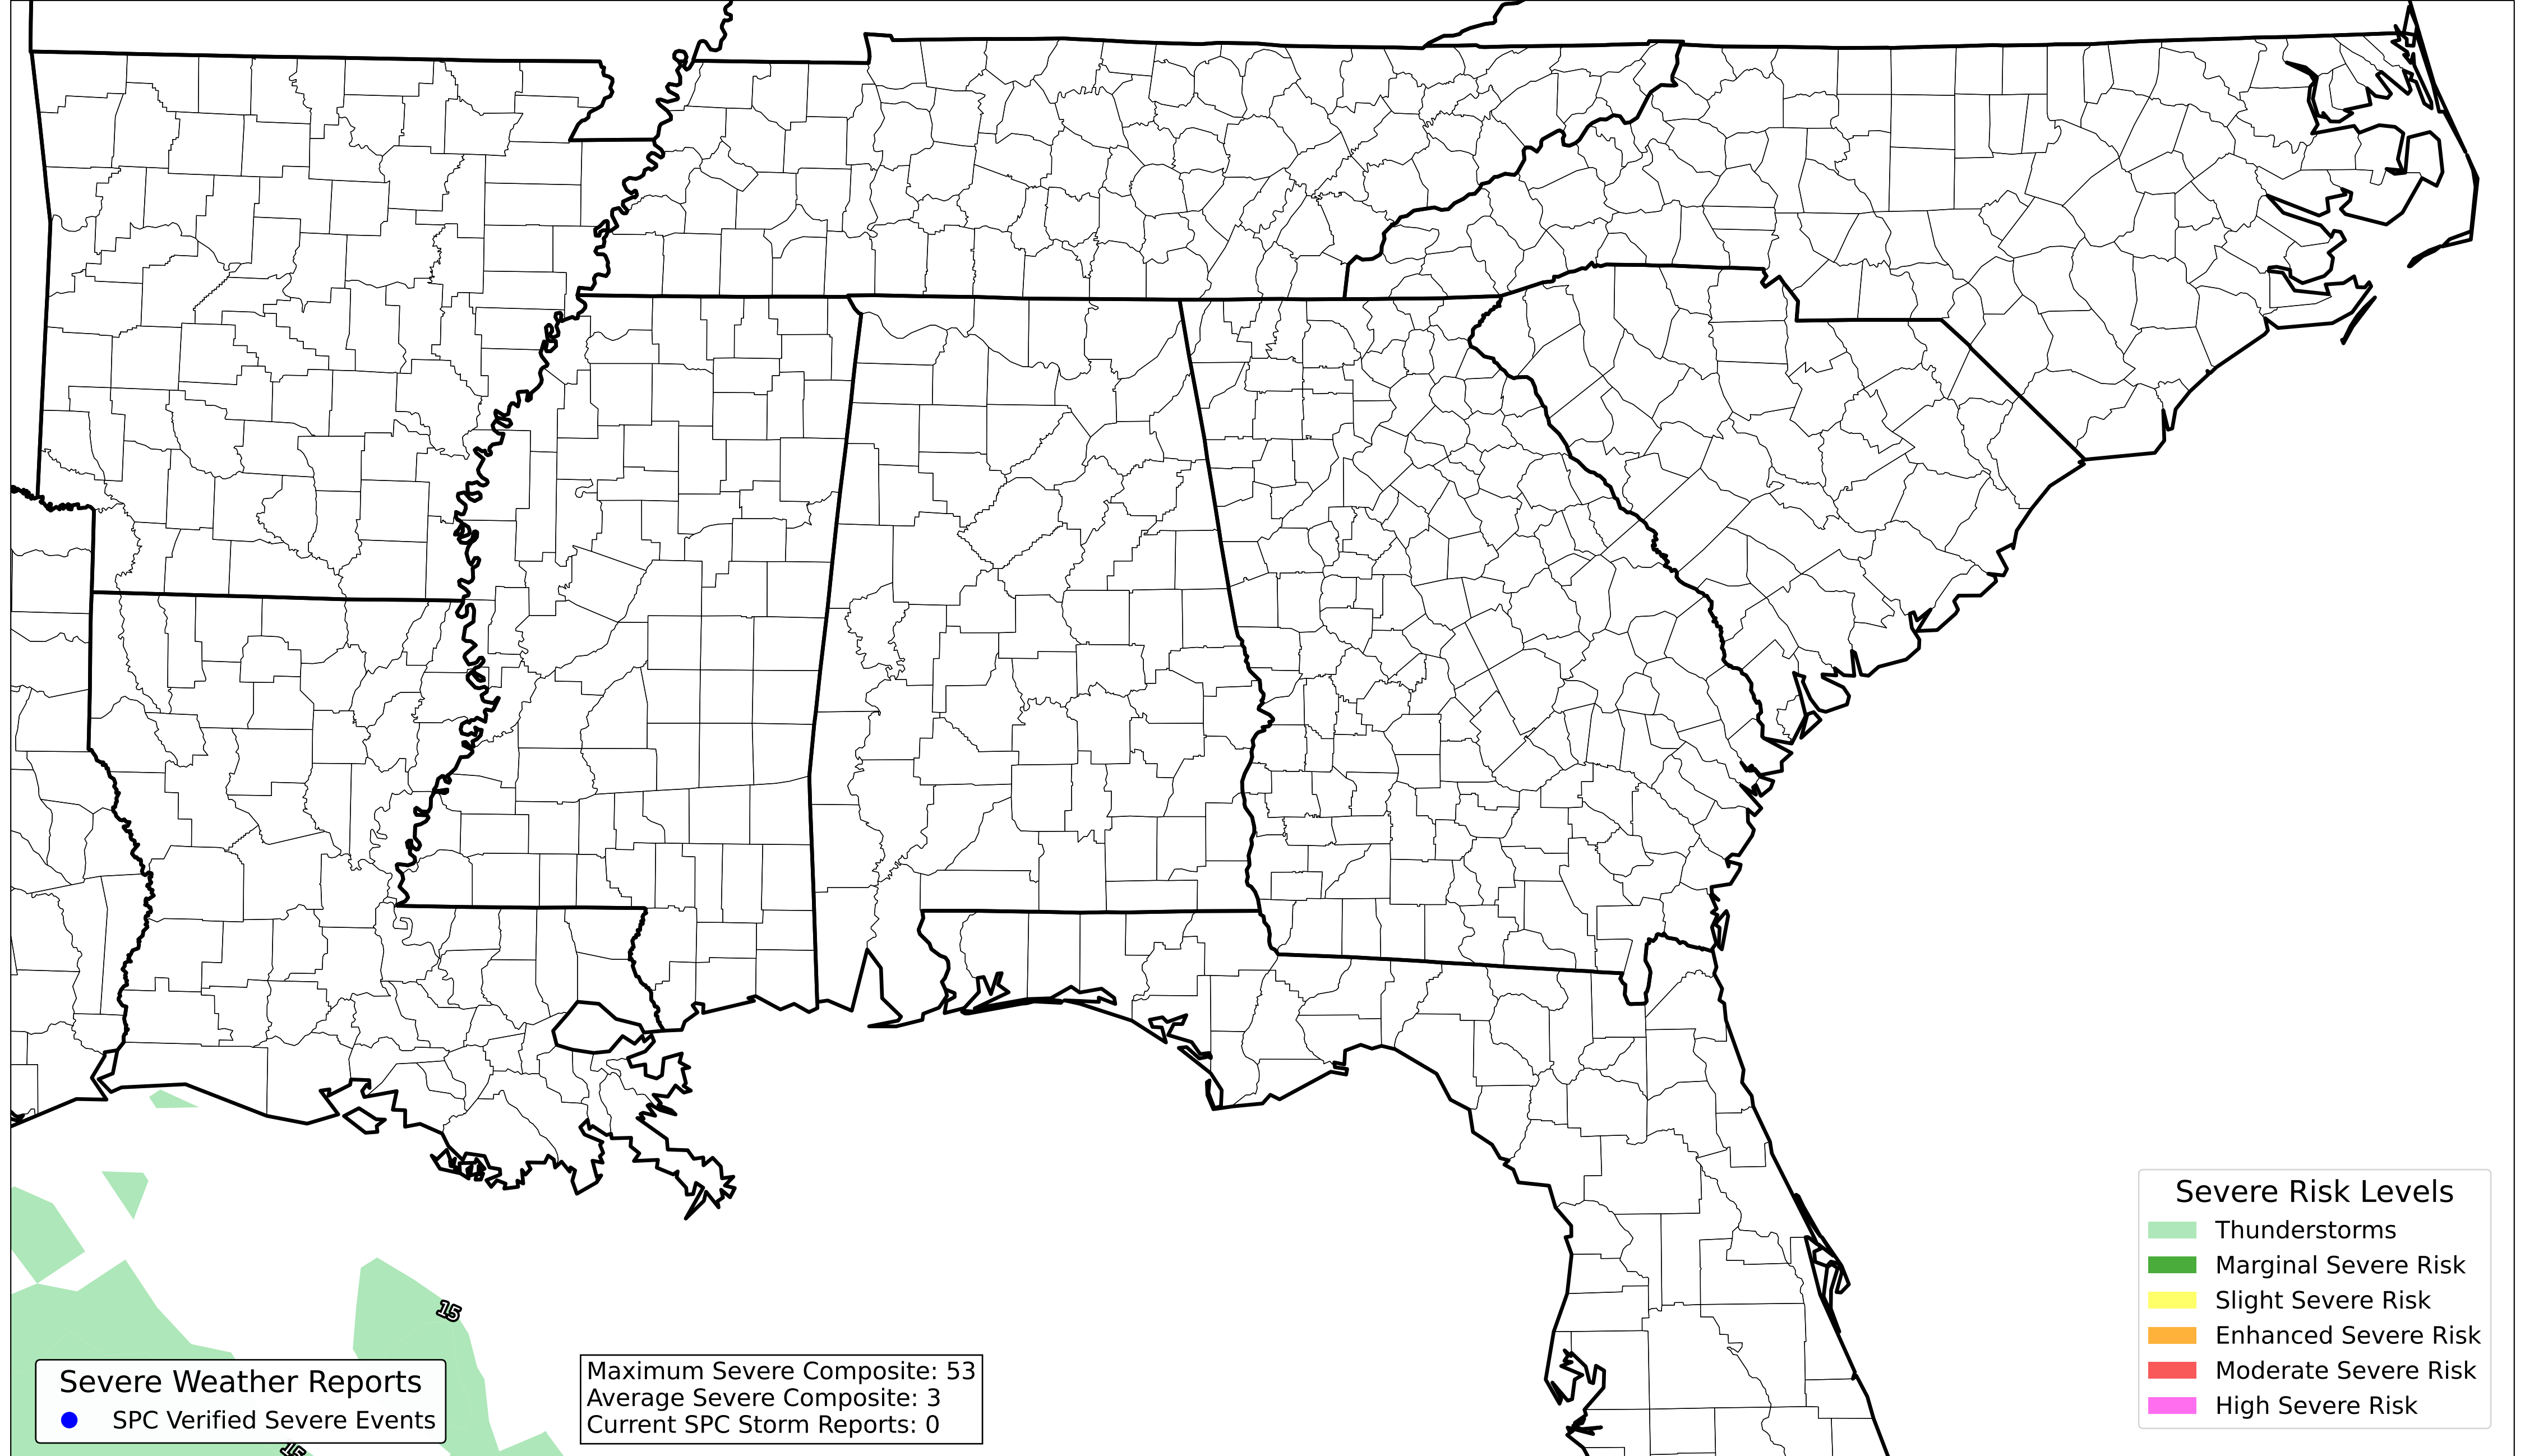 15
15
Severe Weather Reports
SPC Verified Severe Events
Maximum Severe Composite: 53
Average Severe Composite: 3
Current SPC Storm Reports: 0
Severe Risk Levels
Thunderstorms
Marginal Severe Risk
Slight Severe Risk
Enhanced Severe Risk
Moderate Severe Risk
High Severe Risk